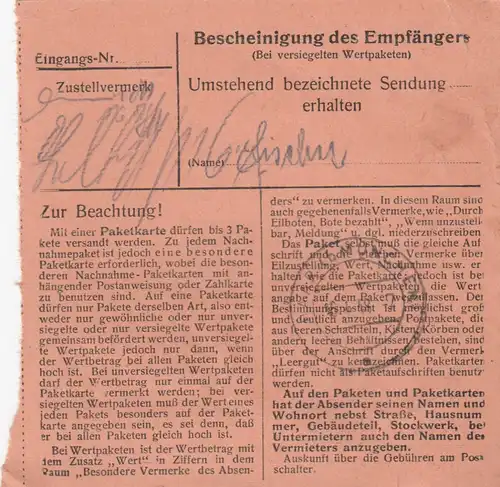 Bescheinigung des Empfängers
(Bei versiegelten Wertpaketen)
Eingangs-Nr.
Zustellvermerk
Umstehend bezeichnete Sendung
erhalten
(Name) Fischer
Zur Beachtung!
Mit einer Paketkarte dürfen bis 3 Pa
kete versandt werden. Zu jedem Nach-
nahmepaket ist jedoch eine besondere
Paketkarte erforderlich, wobei die beson
deren Nachnahme-Paketkarten mit an-
hängender Postanweisung oder Zahlkarte
zu benutzen sind. Auf eine Paketkarte
dürfen nur Pakete derselben Art, also ent-
weder nur gewöhnliche oder nur unver-
siegelte oder nur versiegelte Wertpakete
gemeinsam befördert werden, unversiegel-
te Wertpakete jedoch nur dann, wenn
der Wertbetrag bei allen Paketen gleich
hoch ist. Bei unversiegelten Wertpaketen
darf der Wertbetrag nur einmal auf der
Paketkarte vermerkt werden; bei ver-
siegelten Wertpaketen muß der Wert eines
jeden Pakets besonders auf der Paket-
karte angegeben sein, es sei denn, daß
er bei allen Paketen gleich hoch ist.
Bei Wertpaketen ist der Wertbetrag mit
dem Zusatz „Wert" in Ziffern in dem
Raum „Besondere Vermerke des Absen-
ders" zu vermerken. In diesem Raum sind
auch gegebenenfalls Vermerke, wie „Durch
Eilboten, Bote bezahlt", „Wenn unzustell-
bar, Meldung" u. dgl. niederzuschreiben
Das Paket selbst muß die gleiche Auf
schrift und die gleichen Vermerke über
Eilzustellung, Wert, Nachnahme usw. er
halten wie die Paketkarte; jedoch ist bei
unversiegelten Wertpaketen die Wert
angabe auf dem Paket wegzulassen. Der
Bestimmungspostort ist möglichst groß
und deutlich anzugeben. Postpakete, die
aus leeren Schachteln, Kisten, Körben oder
andern leeren Behältnissen bestehen, sind
über der Anschrift durch den Vermerk
„Leergut" zu kennzeichnen. Paketkarten
dürfen nicht als Paketaufschriften benutz
werden.
Auf den Paketen und Paketkarten
hat der Absender seinen Namen und
Wohnort nebst Straße, Hausnum
mer, Gebäudeteil, Stockwerk, bei
Untermietern auch den Namen des
Vermieters anzugeben.
Auskunft über die Gebühren am Post
schalter.